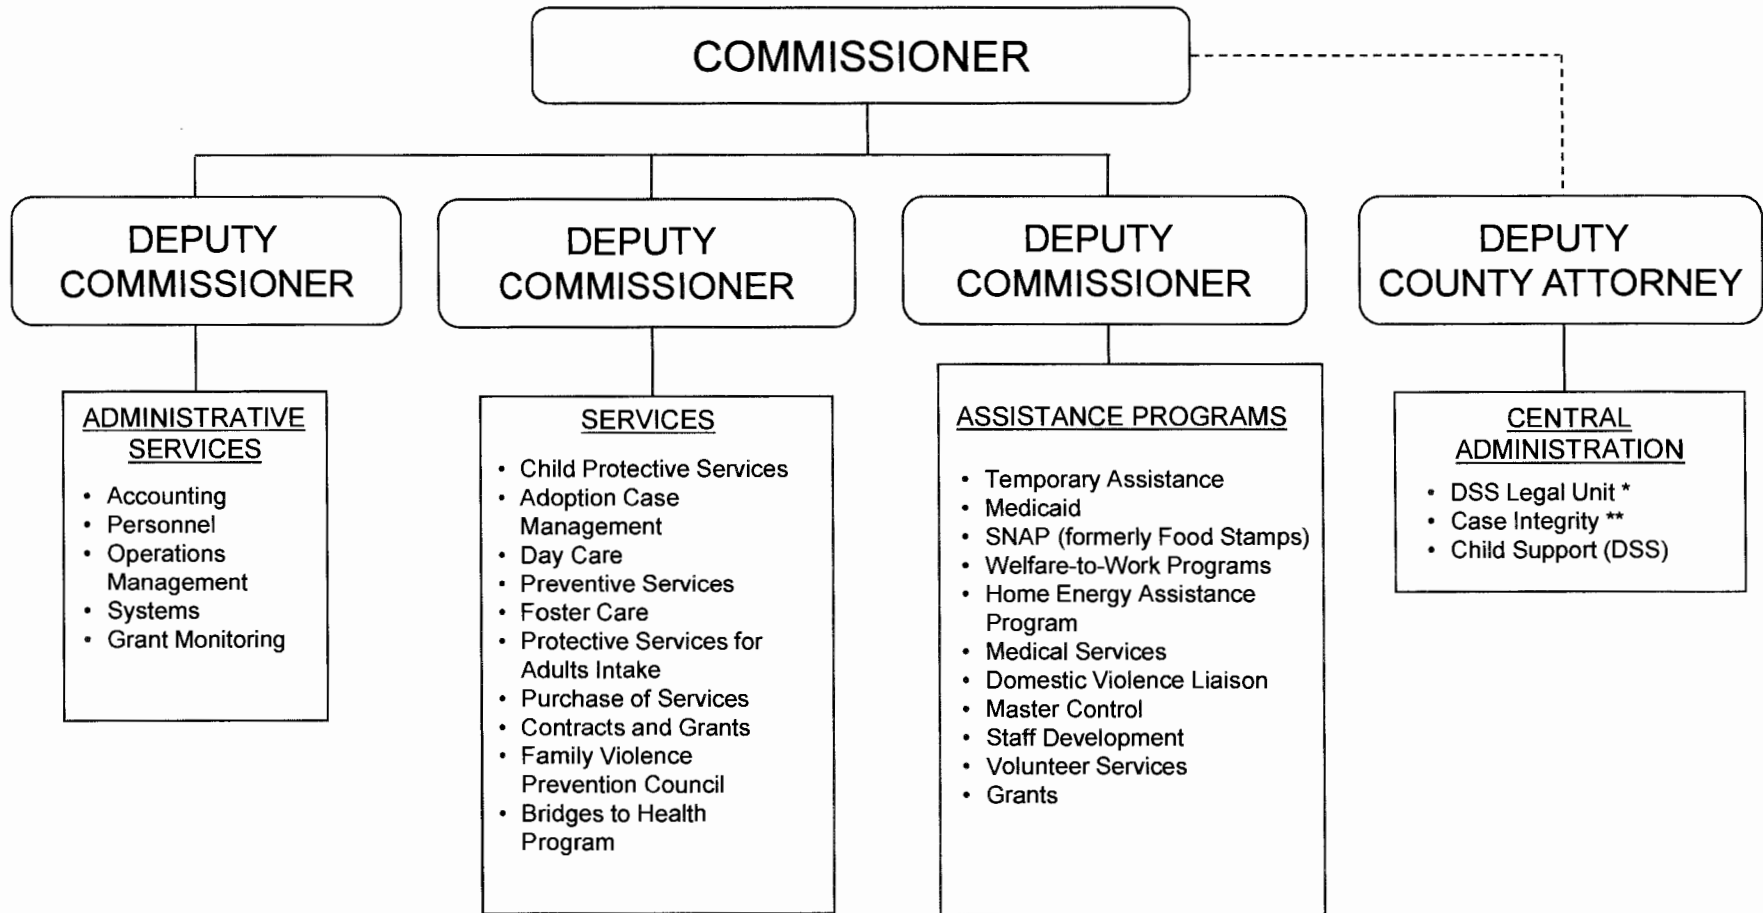 COMMISSIONER
DEPUTY
COMMISSIONER
ADMINISTRATIVE
SERVICES
• Accounting
• Personnel
• Operations
Management
• Systems
• Grant Monitoring
DEPUTY
COMMISSIONER
SERVICES
• Child Protective Services
• Adoption Case
Management
• Day Care
• Preventive Services
• Foster Care
• Protective Services for
Adults Intake
• Purchase of Services
• Contracts and Grants
• Family Violence
Prevention Council
• Bridges to Health
Program
DEPUTY
COMMISSIONER
ASSISTANCE PROGRAMS
• Temporary Assistance
• Medicaid
• SNAP (formerly Food Stamps)
• Welfare-to-Work Programs
• Home Energy Assistance
Program
• Medical Services
• Domestic Violence Liaison
• Master Control
• Staff Development
• Volunteer Services
• Grants
DEPUTY
COUNTY ATTORNEY
CENTRAL
ADMINISTRATION
• DSS Legal Unit *
• Case Integrity **
• Child Support (DSS)